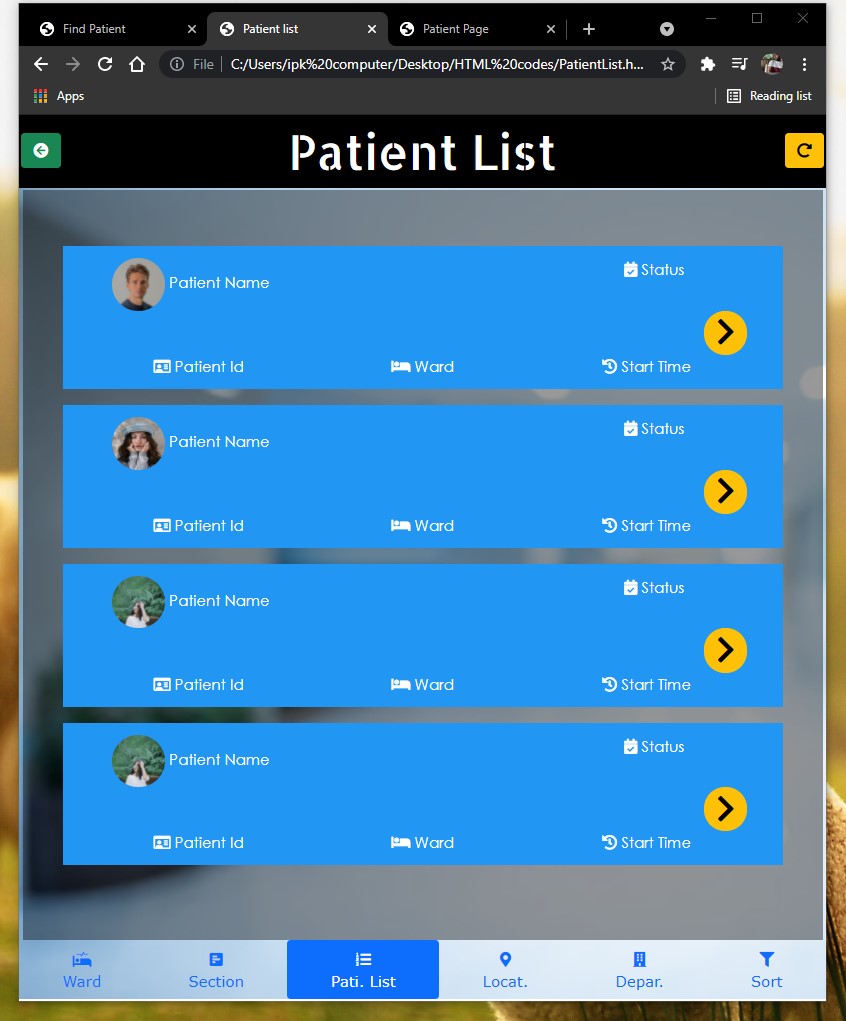 Find Patient
Patient list
Patient Page
File | C:/Users/ipk%20computer/Desktop/HTML%20codes/PatientList.h...
Apps
Reading list
Patient List
Patient Name
Status
Patient Id
Ward
Start Time
Patient Name
Status
Patient Id
Ward
Start Time
Patient Name
Status
Patient Id
Ward
Start Time
Patient Name
Status
Patient Id
Ward
Start Time
Ward
Section
Pati. List
Locat.
Depar.
Sort